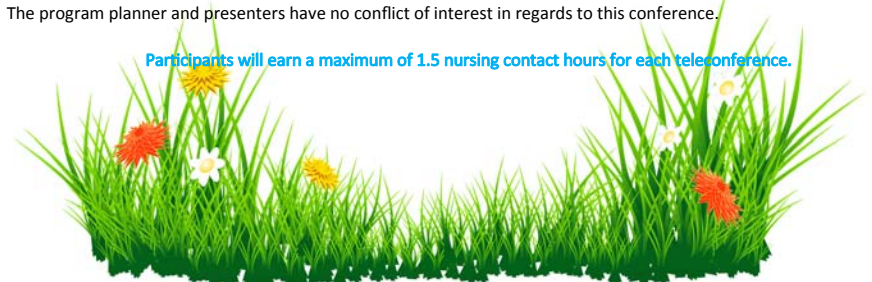 The program planner and presenters have no conflict of interest in regards to this conference.
Participants will earn a maximum of 1.5 nursing contact hours for each teleconference.